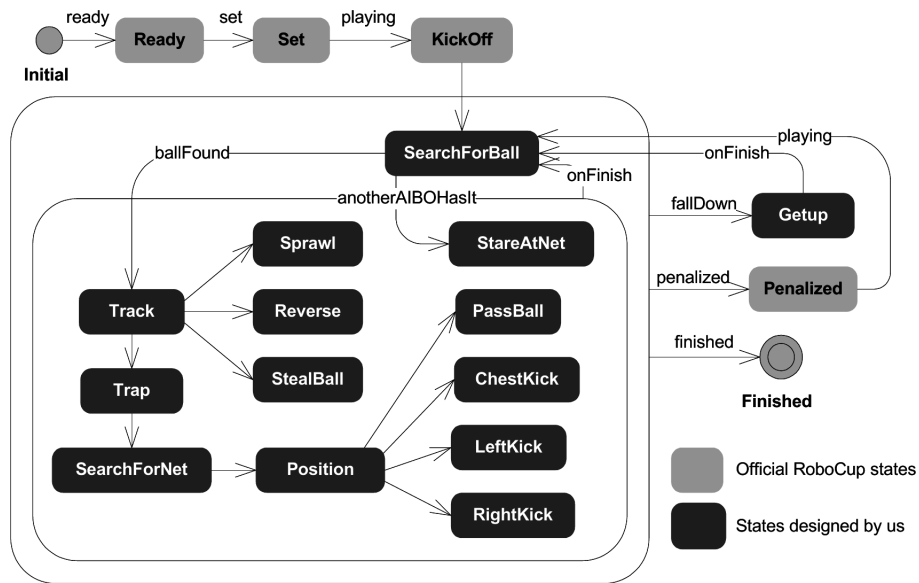 ready
set
playing
Ready
Set
KickOff
Initial
playing
ballFound
SearchForBall
onFinish
onFinish
anotherAIBOHasIt
fallDown
Getup
Sprawl
StareAtNet
penalized
Penalized
Track
Reverse
PassBall
finished
StealBall
ChestKick
Trap
Finished
LeftKick
SearchForNet
Position
Official RoboCup states
RightKick
States designed by us